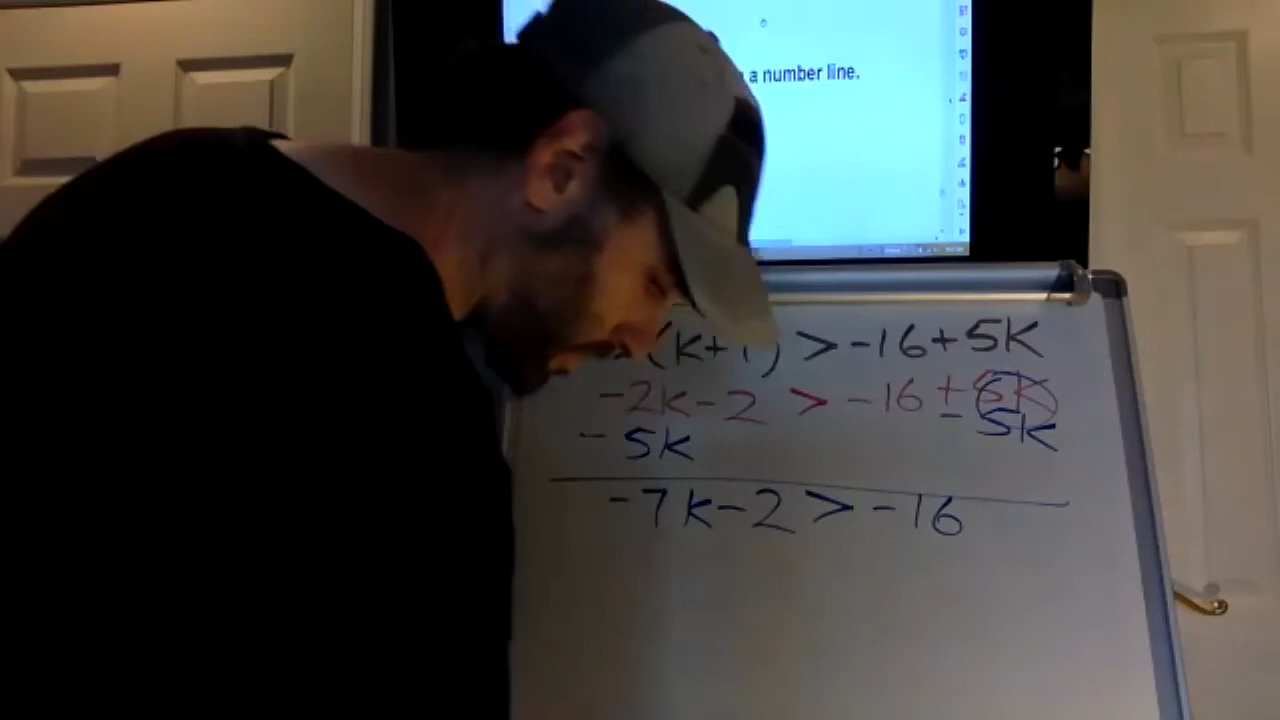 a number line.
(K+1) > -16+5K
-2K-2 > -16+5K
-5K -5K
-7K-2 > -16